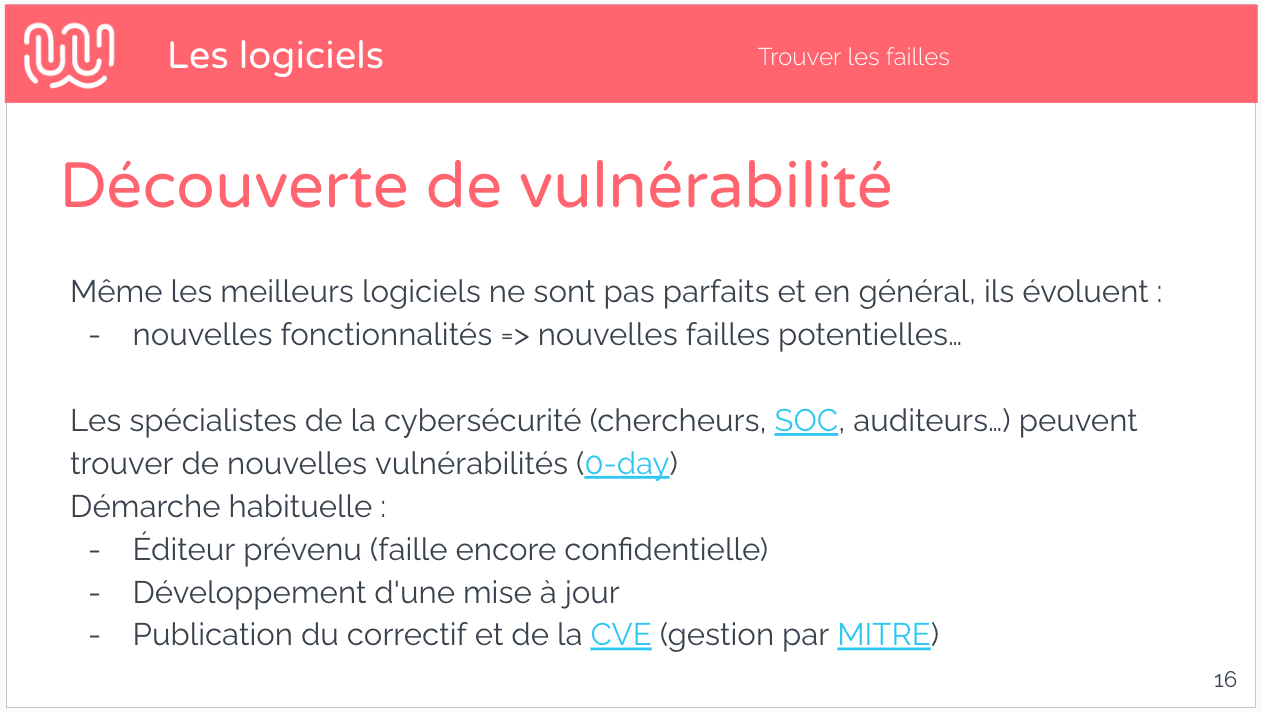 Les logiciels
Trouver les failles
Découverte de vulnérabilité
Même les meilleurs logiciels ne sont pas parfaits et en général, ils évoluent :
- nouvelles fonctionnalités => nouvelles failles potentielles…
Les spécialistes de la cybersécurité (chercheurs, SOC, auditeurs…) peuvent
trouver de nouvelles vulnérabilités (0-day)
Démarche habituelle :
- Éditeur prévenu (faille encore confidentielle)
- Développement d'une mise à jour
- Publication du correctif et de la CVE (gestion par MITRE)
16